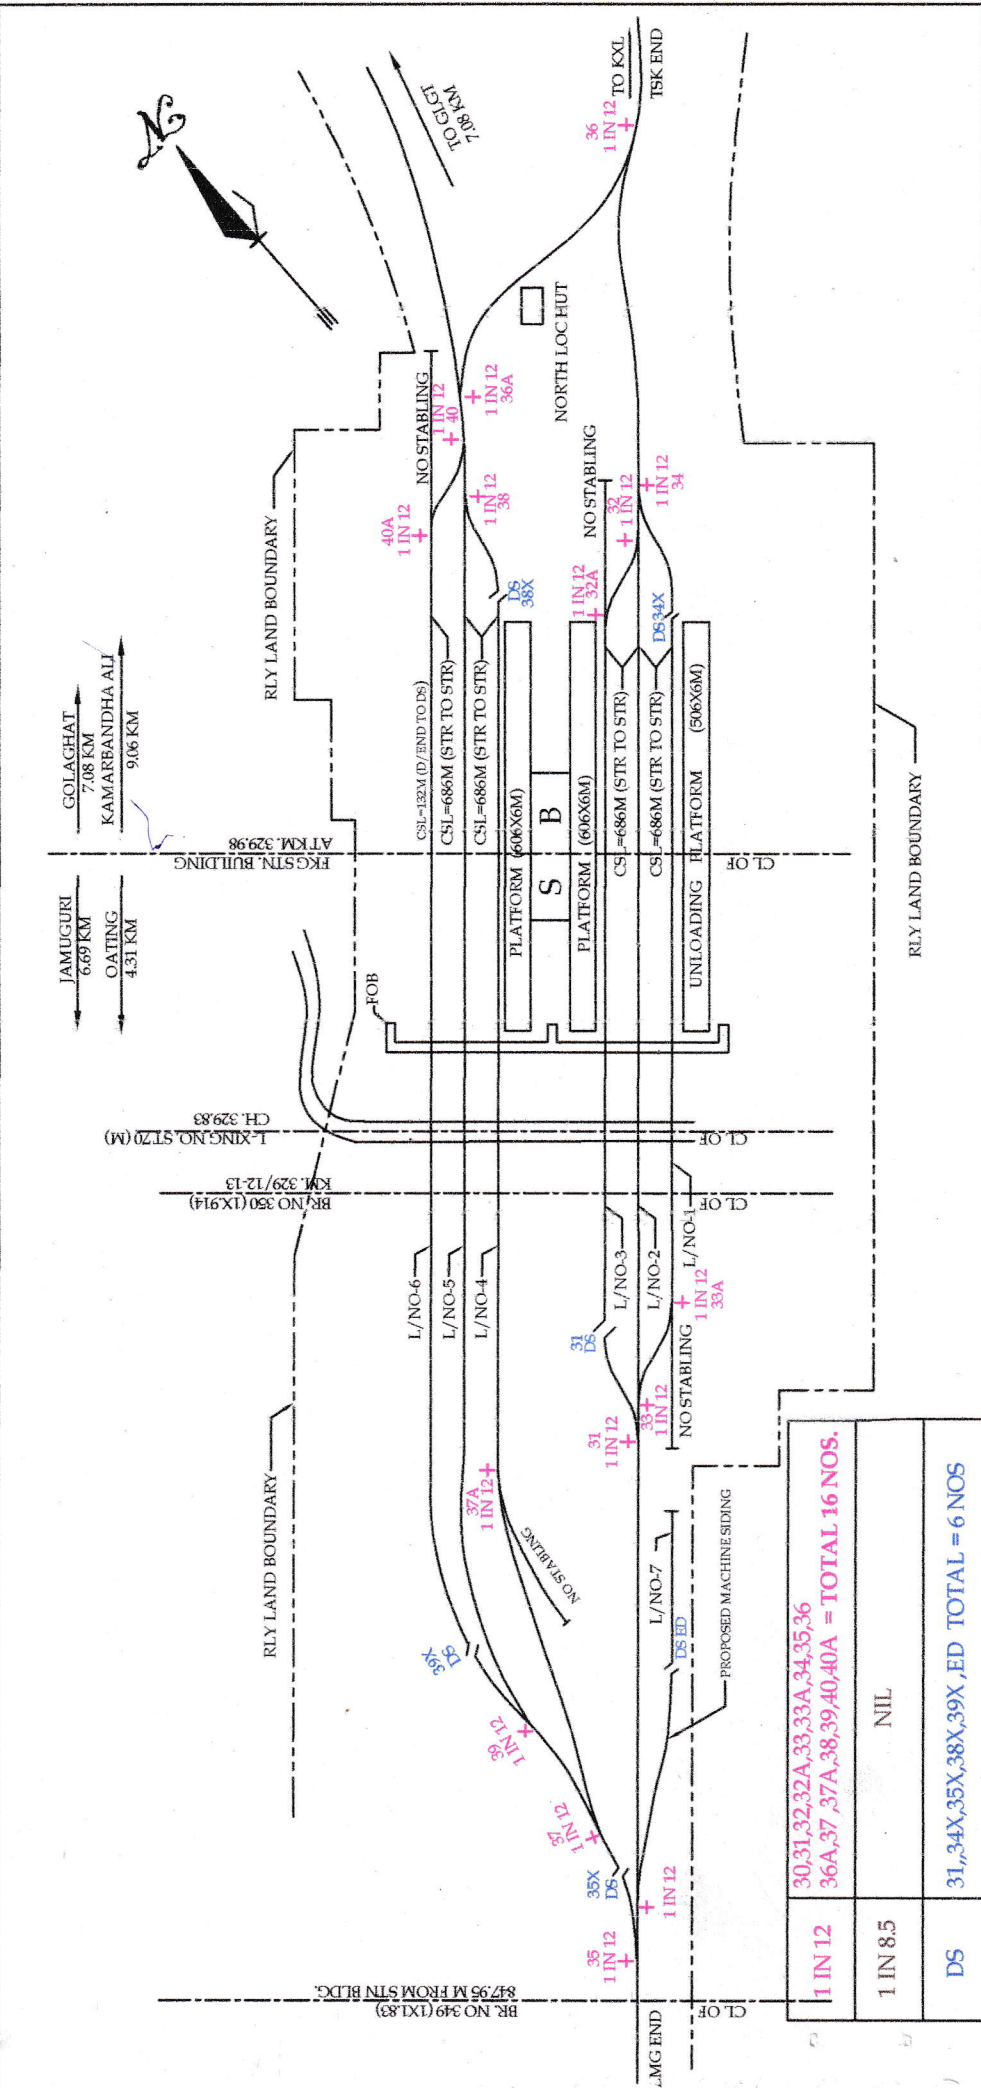 JAMUGURI
6.69 KM
OATING
4.31 KM
GOLAGHAT
7.08 KM
KAMARBANDHA ALI
9.06 KM
N
TO GLGT
7.08 KM
RLY LAND BOUNDARY
RLY LAND BOUNDARY
BR. NO 349 (1X1.83)
847.95 M FROM STN BLDG.
BR. NO 350 (1X.914)
KM. 329/12-13
L-XING NO. ST.70 (M)
CH. 329.83
FKG STN. BUILDING
AT KM. 329.98
FOB
NO STABLING
40A
1 IN 12
1 IN 12
40
1 IN 12
36A
1 IN 12
38
DS
38X
L/NO-6
L/NO-5
L/NO-4
CSL=132M (D/END TO DS)
CSL=686M (STR TO STR)
CSL=686M (STR TO STR)
39X
DS
39
1 IN 12
37
1 IN 12
37A
1 IN 12
NO STABLING
PLATFORM (606X6M)
S B
PLATFORM (606X6M)
NORTH LOC HUT
NO STABLING
1 IN 12
32A
32
1 IN 12
1 IN 12
34
DS34X
36
1 IN 12
TO KXL
TSK END
35X
DS
35
1 IN 12
1 IN 12
LMG END
31
DS
31
1 IN 12
33
1 IN 12
1 IN 12
33A
NO STABLING
L/NO-3
L/NO-2
L/NO-1
CSL=686M (STR TO STR)
CSL=686M (STR TO STR)
UNLOADING PLATFORM (506X6M)
L/NO-7
DS ED
PROPOSED MACHINE SIDING
CL OF
CL OF
CL OF
CL OF
RLY LAND BOUNDARY
1 IN 12
30,31,32,32A,33,33A,34,35,36
36A,37,37A,38,39,40,40A = TOTAL 16 NOS.
1 IN 8.5
NIL
DS
31,,34X,35X,38X,39X ,ED TOTAL = 6 NOS